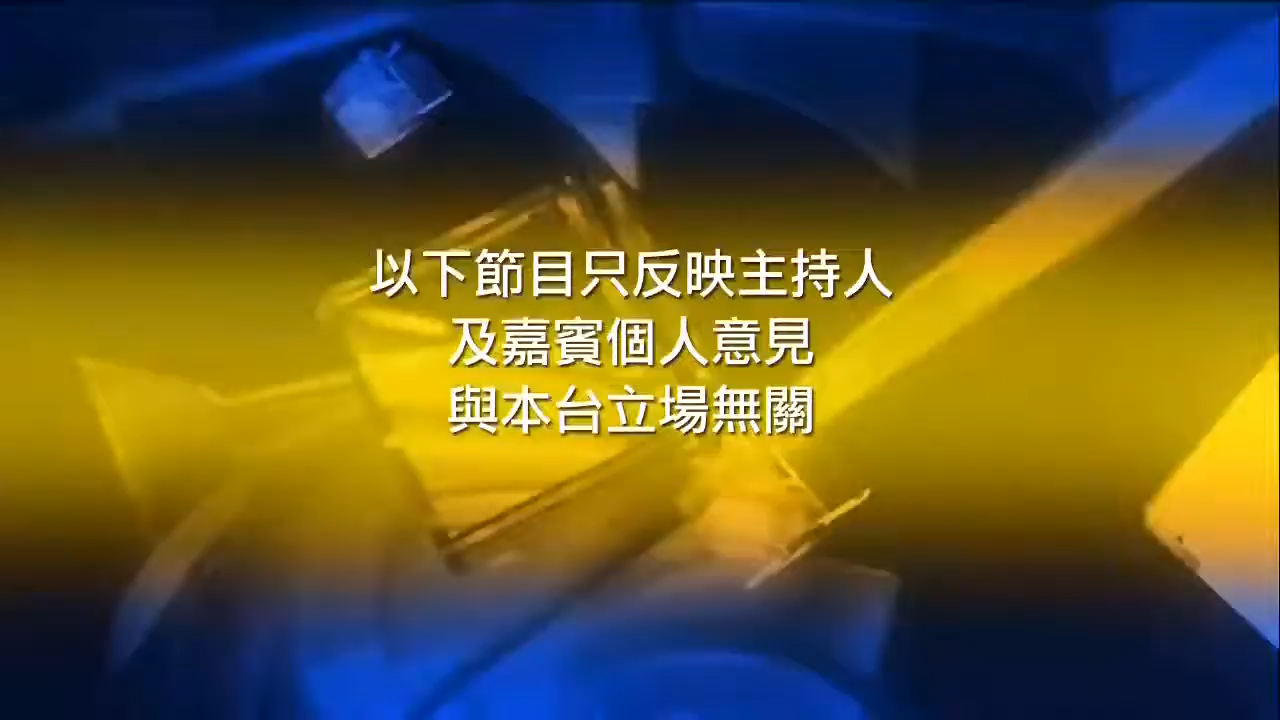 以下節目只反映主持人
及嘉賓個人意見
與本台立場無關